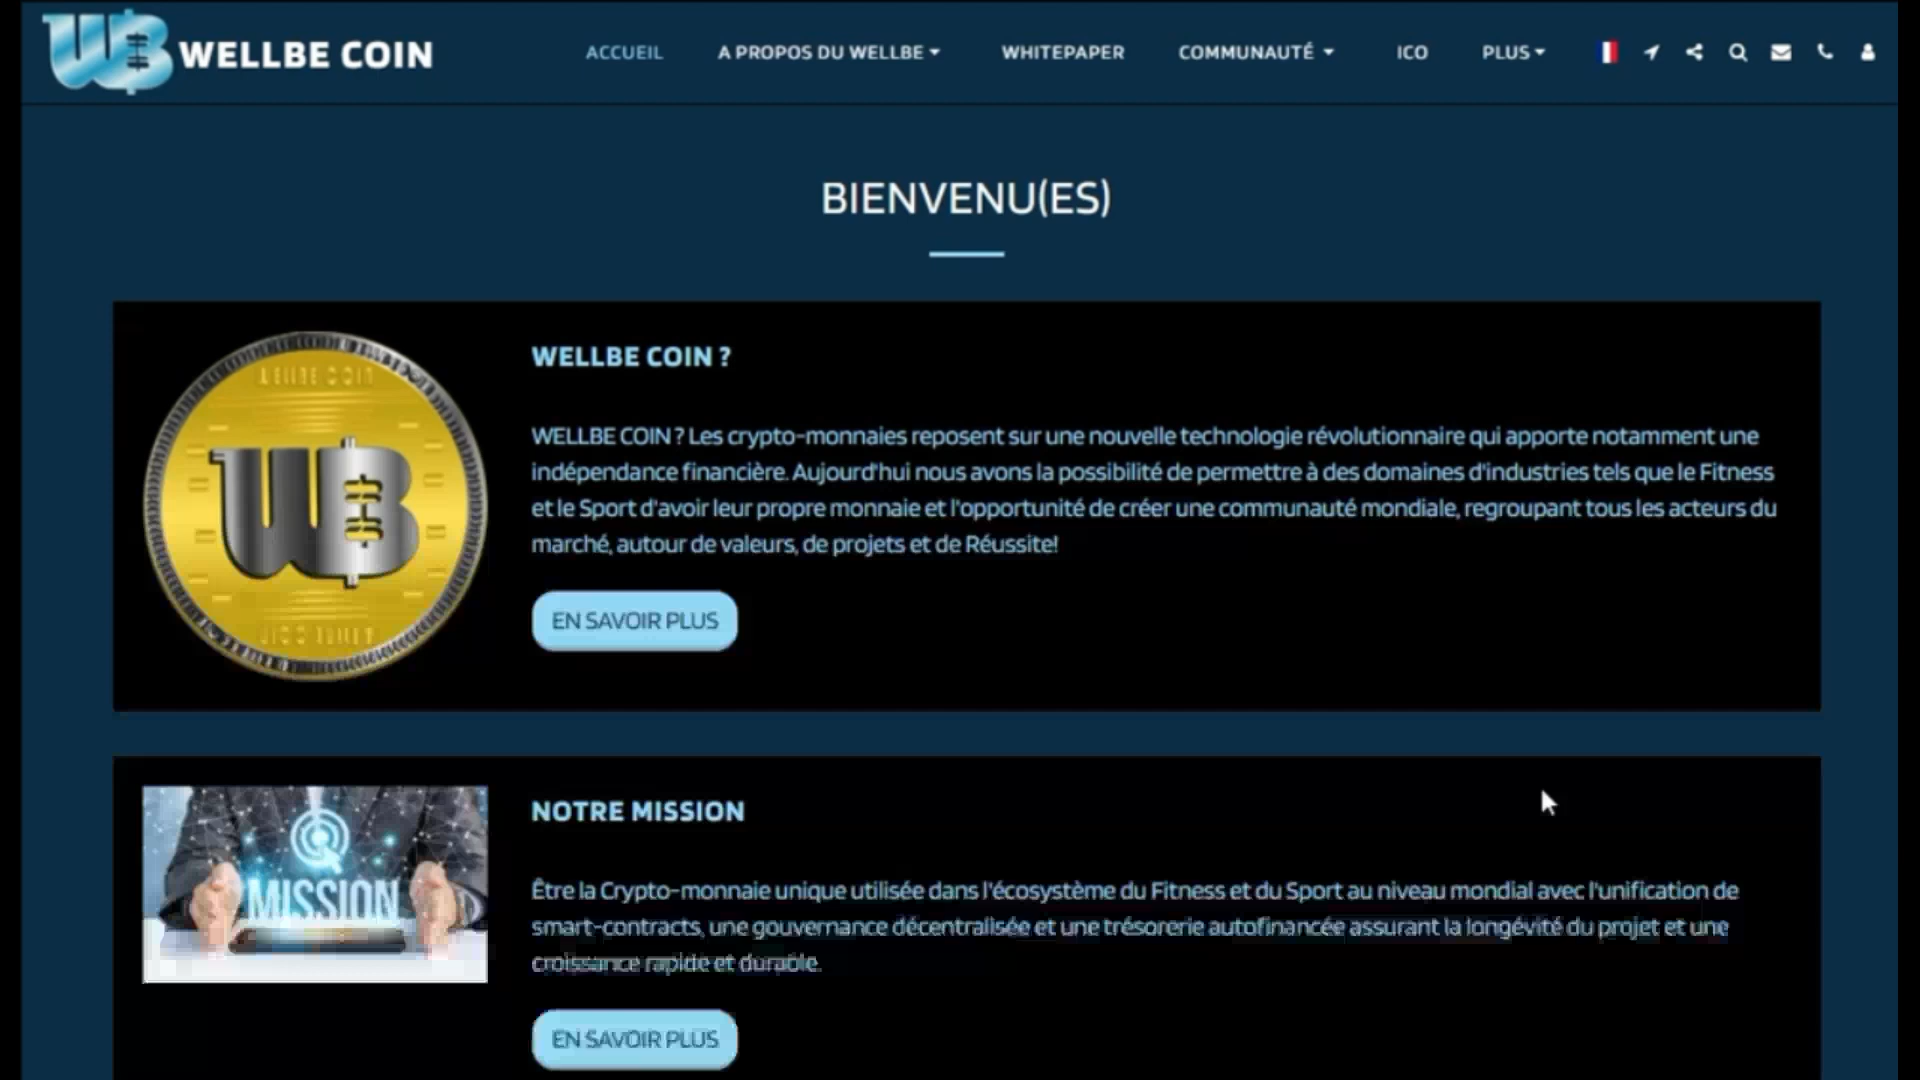 WELLBE COIN
ACCUEIL A PROPOS DU WELLBE WHITEPAPER COMMUNAUTÉ ICO PLUS
BIENVENU(ES)
WELLBE COIN ?
WELLBE COIN ? Les crypto-monnaies reposent sur une nouvelle technologie révolutionnaire qui apporte notamment une
indépendance financière. Aujourd'hui nous avons la possibilité de permettre à des domaines d'industries tels que le Fitness
et le Sport d'avoir leur propre monnaie et l'opportunité de créer une communauté mondiale, regroupant tous les acteurs du
marché, autour de valeurs, de projets et de Réussite!
EN SAVOIR PLUS
WB
MISSION
NOTRE MISSION
Être la Crypto-monnaie unique utilisée dans l'écosystème du Fitness et du Sport au niveau mondial avec l'unification de
smart-contracts, une gouvernance décentralisée et une trésorerie autofinancée assurant la longévité du projet et une
croissance rapide et durable.
EN SAVOIR PLUS